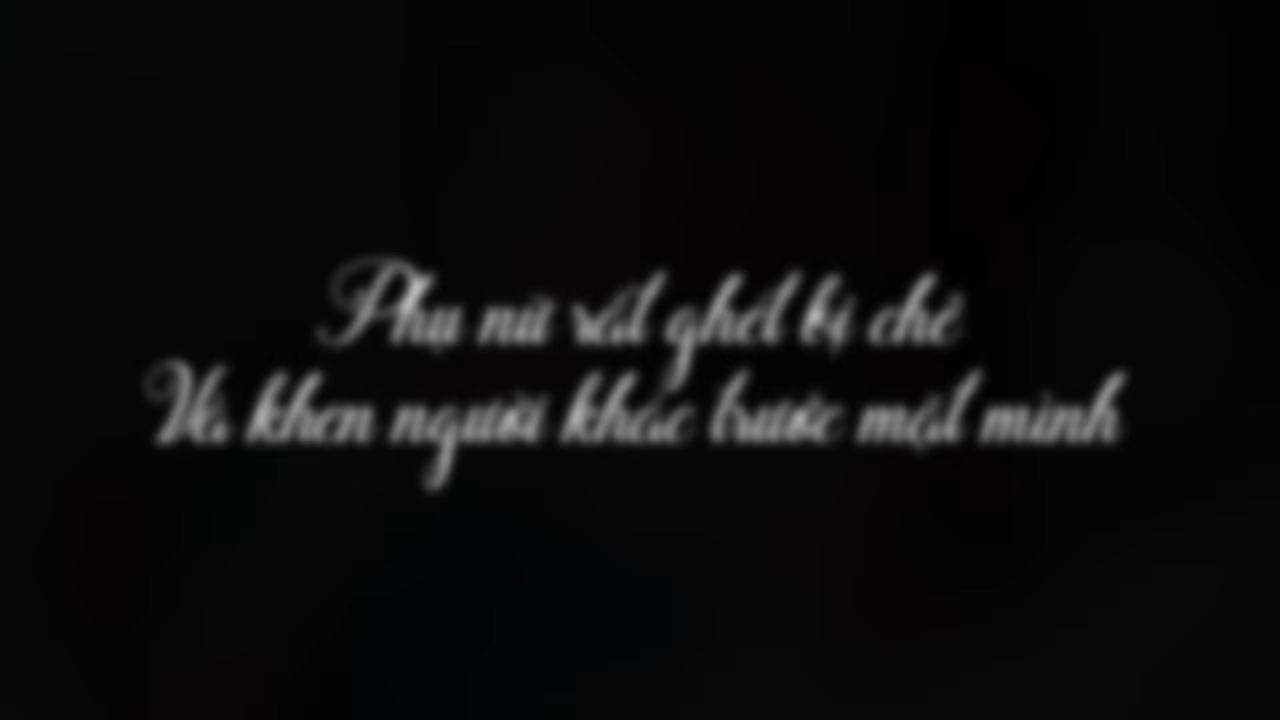 Phụ nữ rất ghét bị chê
Và khen người khác trước mặt mình